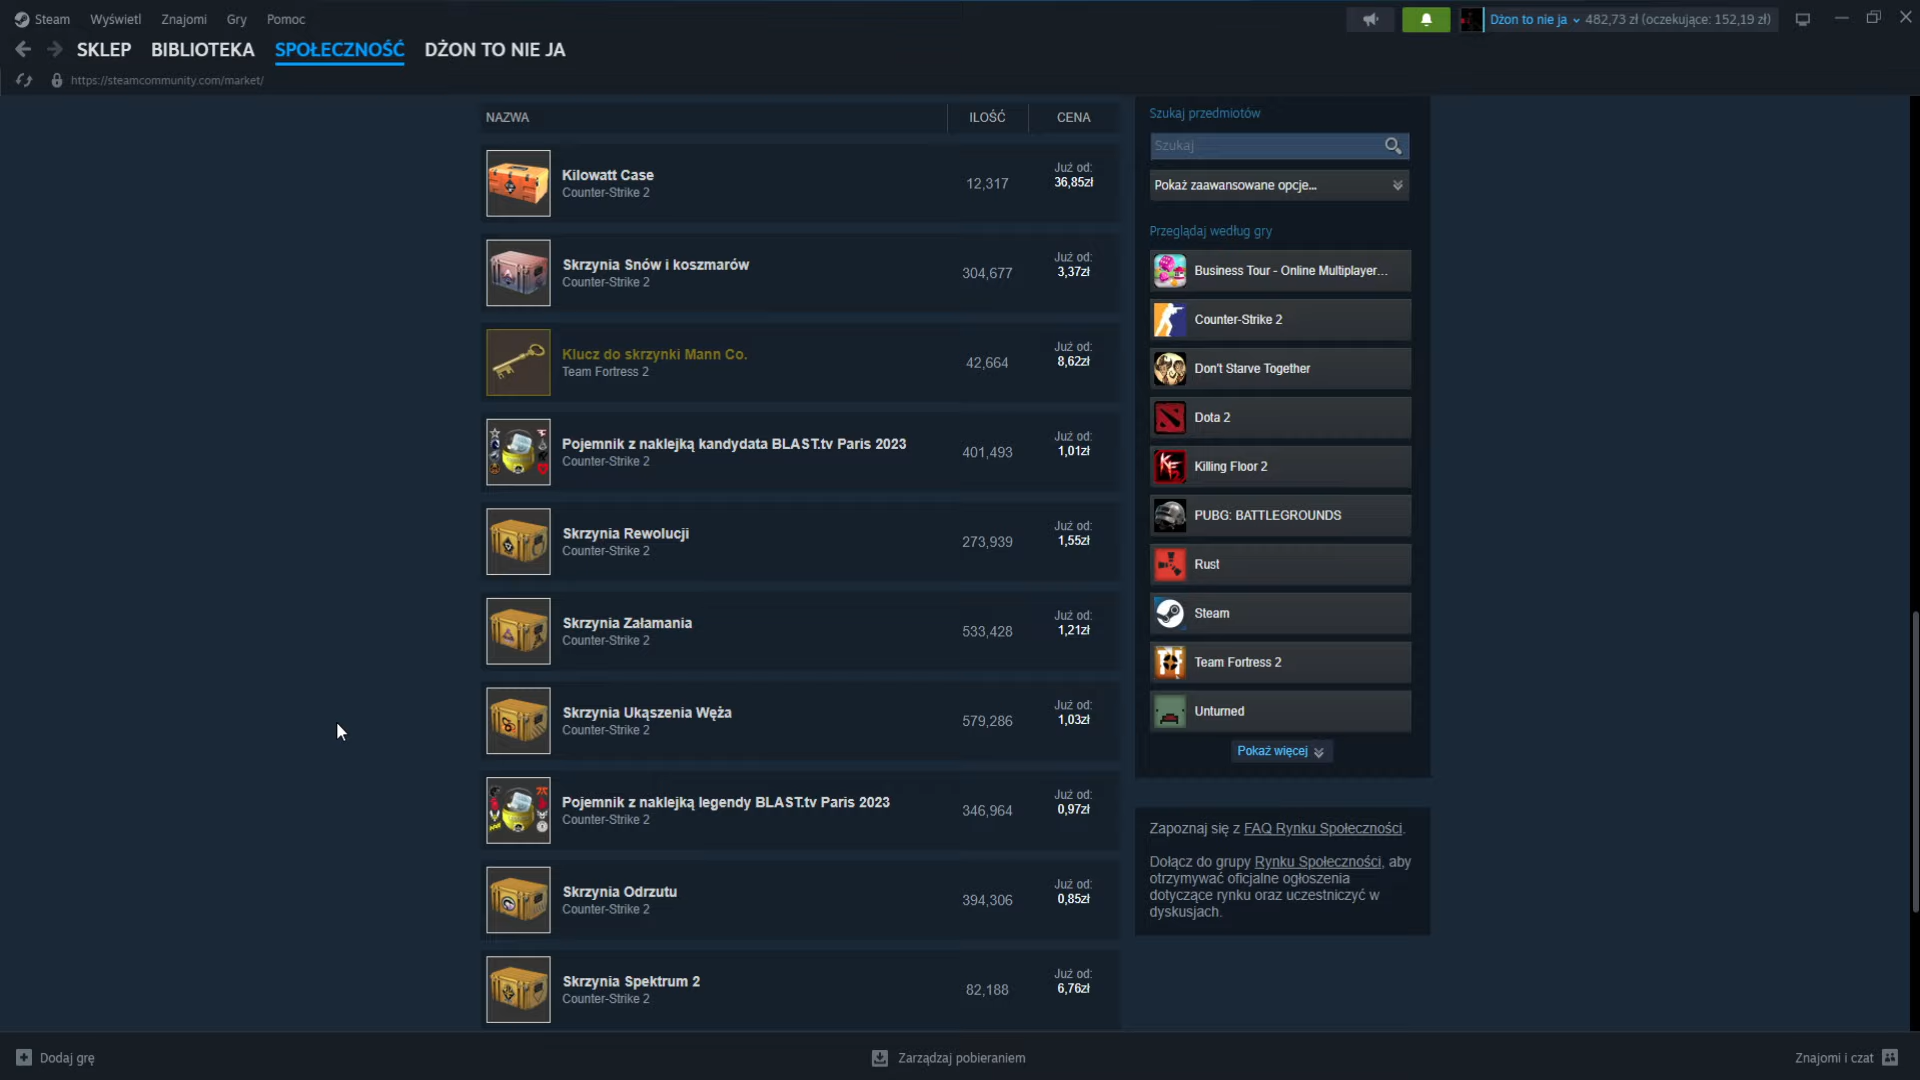 Steam Wyświetl Znajomi Gry Pomoc
Dżon to nie ja 482,73 zł (oczekujące: 152,19 zł)
SKLEP BIBLIOTEKA SPOŁECZNOŚĆ DŻON TO NIE JA
https://steamcommunity.com/market/
NAZWA ILOŚĆ CENA
Kilowatt Case
Counter-Strike 2
12,317
Już od:
36,85zł
Skrzynia Snów i koszmarów
Counter-Strike 2
304,677
Już od:
3,37zł
Klucz do skrzynki Mann Co.
Team Fortress 2
42,664
Już od:
8,62zł
Pojemnik z naklejką kandydata BLAST.tv Paris 2023
Counter-Strike 2
401,493
Już od:
1,01zł
Skrzynia Rewolucji
Counter-Strike 2
273,939
Już od:
1,55zł
Skrzynia Załamania
Counter-Strike 2
533,428
Już od:
1,21zł
Skrzynia Ukąszenia Węża
Counter-Strike 2
579,286
Już od:
1,03zł
Pojemnik z naklejką legendy BLAST.tv Paris 2023
Counter-Strike 2
346,964
Już od:
0,97zł
Skrzynia Odrzutu
Counter-Strike 2
394,306
Już od:
0,85zł
Skrzynia Spektrum 2
Counter-Strike 2
82,188
Już od:
6,76zł
Szukaj przedmiotów
Szukaj
Pokaż zaawansowane opcje...
Przeglądaj według gry
Business Tour - Online Multiplayer...
Counter-Strike 2
Don't Starve Together
Dota 2
Killing Floor 2
PUBG: BATTLEGROUNDS
Rust
Steam
Team Fortress 2
Unturned
Pokaż więcej
Zapoznaj się z FAQ Rynku Społeczności.
Dołącz do grupy Rynku Społeczności, aby
otrzymywać oficjalne ogłoszenia
dotyczące rynku oraz uczestniczyć w
dyskusjach.
Dodaj grę
Zarządzaj pobieraniem
Znajomi i czat